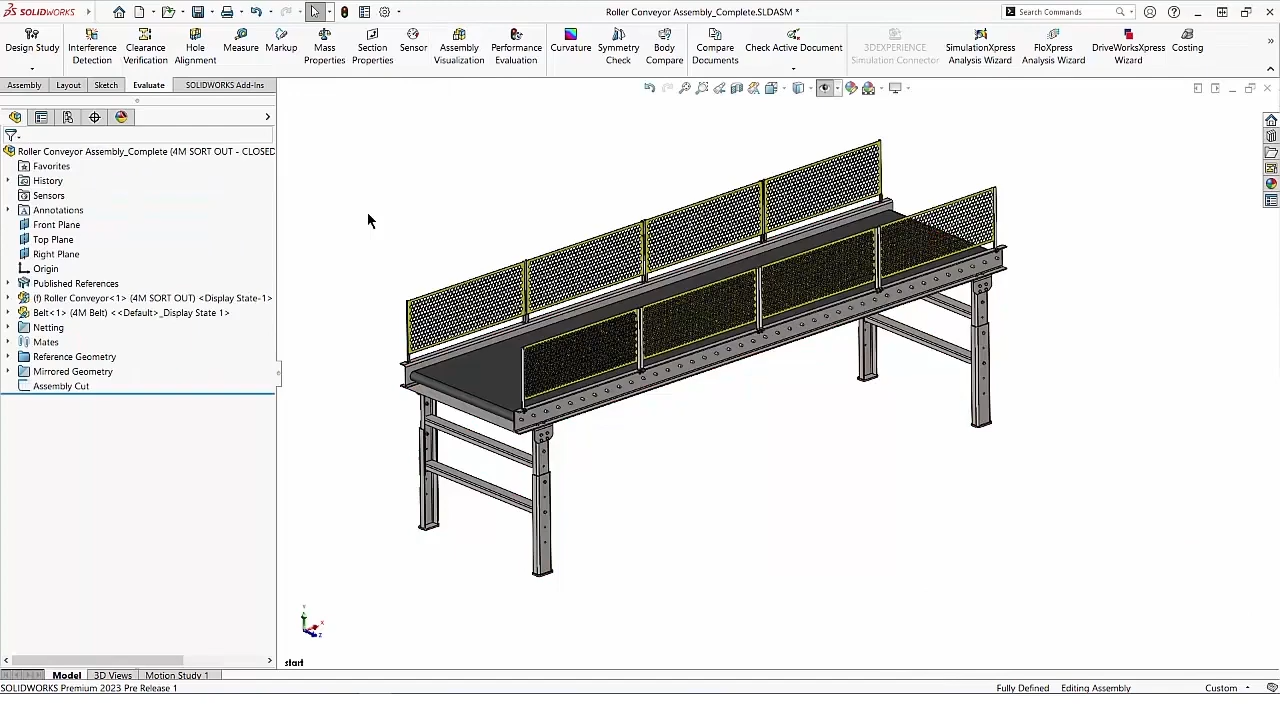 SOLIDWORKS
Roller Conveyor Assembly_Complete.SLDASM *
Search Commands
Design Study
Interference Detection
Clearance Verification
Hole Alignment
Measure
Markup
Mass Properties
Section Properties
Sensor
Assembly Visualization
Performance Evaluation
Curvature
Symmetry Check
Body Compare
Compare Documents
Check Active Document
3DEXPERIENCE Simulation Connector
SimulationXpress Analysis Wizard
FloXpress Analysis Wizard
DriveWorksXpress Wizard
Costing
Assembly
Layout
Sketch
Evaluate
SOLIDWORKS Add-Ins
Roller Conveyor Assembly_Complete (4M SORT OUT - CLOSED
Favorites
History
Sensors
Annotations
Front Plane
Top Plane
Right Plane
Origin
Published References
(f) Roller Conveyor<1> (4M SORT OUT) <Display State-1>
Belt<1> (4M Belt) <<Default>_Display State 1>
Netting
Mates
Reference Geometry
Mirrored Geometry
Assembly Cut
start
Model
3D Views
Motion Study 1
SOLIDWORKS Premium 2023 Pre Release 1
Fully Defined
Editing Assembly
Custom